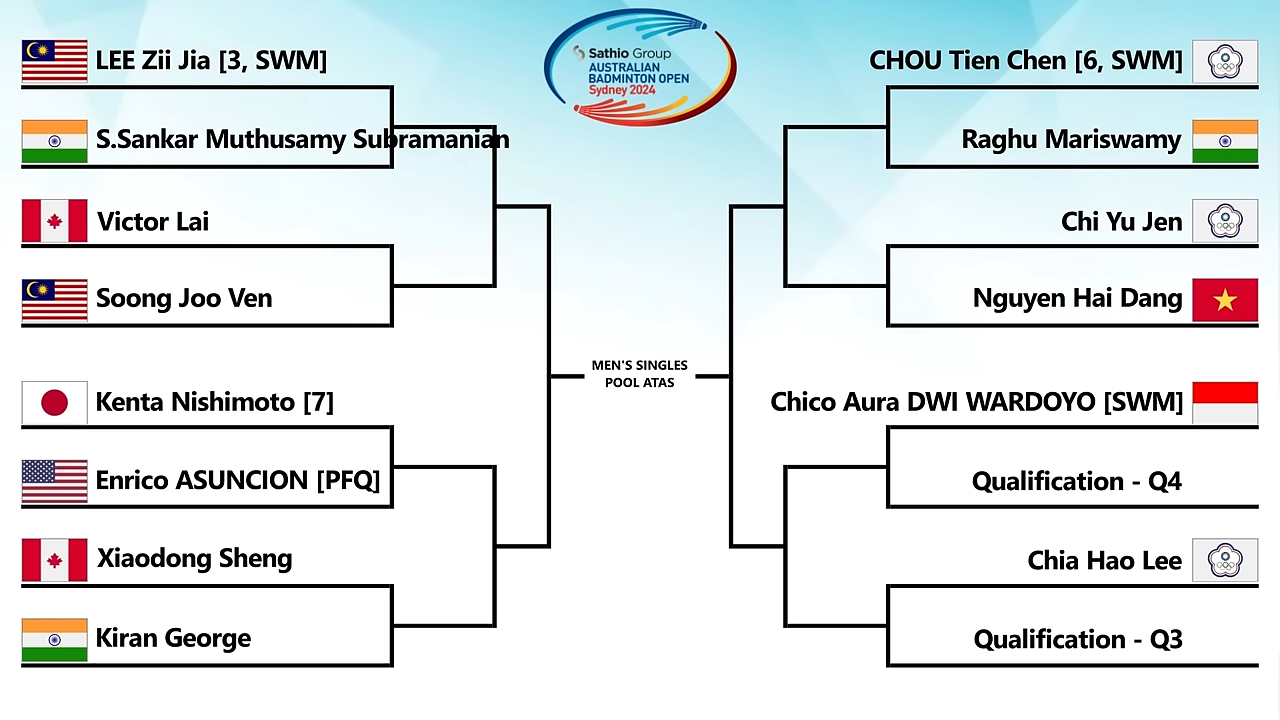 LEE Zii Jia [3, SWM]
S.Sankar Muthusamy Subramanian
Victor Lai
Soong Joo Ven
Kenta Nishimoto [7]
Enrico ASUNCION [PFQ]
Xiaodong Sheng
Kiran George
Sathio Group
AUSTRALIAN
BADMINTON OPEN
Sydney 2024
MEN'S SINGLES
POOL ATAS
CHOU Tien Chen [6, SWM]
Raghu Mariswamy
Chi Yu Jen
Nguyen Hai Dang
Chico Aura DWI WARDOYO [SWM]
Qualification - Q4
Chia Hao Lee
Qualification - Q3